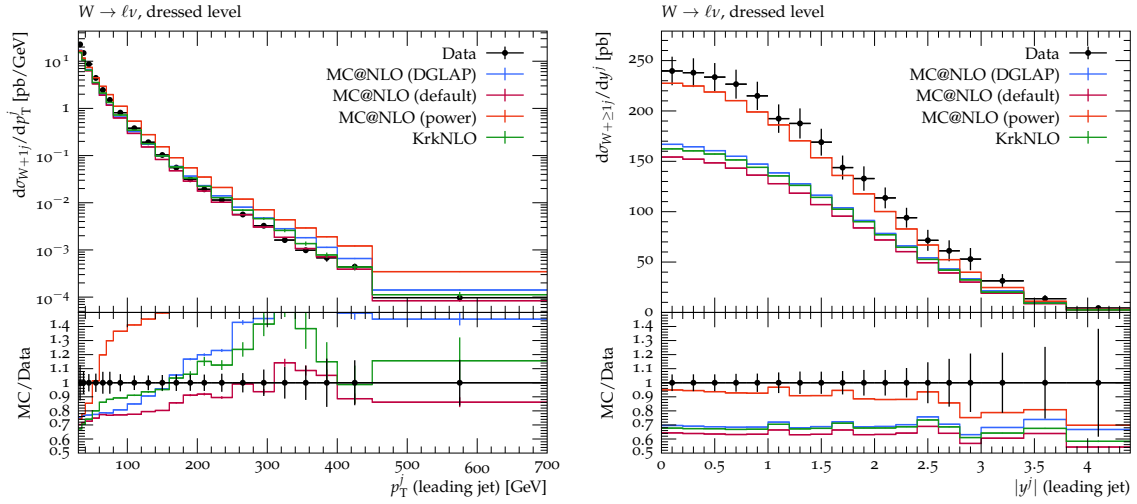 W → ℓν, dressed level
dσ_{W+1j}/dp_T^j [pb/GeV]
10^1
1
10^{-1}
10^{-2}
10^{-3}
10^{-4}
Data
MC@NLO (DGLAP)
MC@NLO (default)
MC@NLO (power)
KrkNLO
MC/Data
1.4
1.3
1.2
1.1
1
0.9
0.8
0.7
0.6
0.5
100 200 300 400 500 600 700
p_T^j (leading jet) [GeV]
W → ℓν, dressed level
dσ_{W+≥1j}/dy^j [pb]
250
200
150
100
50
0
Data
MC@NLO (DGLAP)
MC@NLO (default)
MC@NLO (power)
KrkNLO
MC/Data
1.4
1.3
1.2
1.1
1
0.9
0.8
0.7
0.6
0.5
0 0.5 1 1.5 2 2.5 3 3.5 4
|y^j| (leading jet)